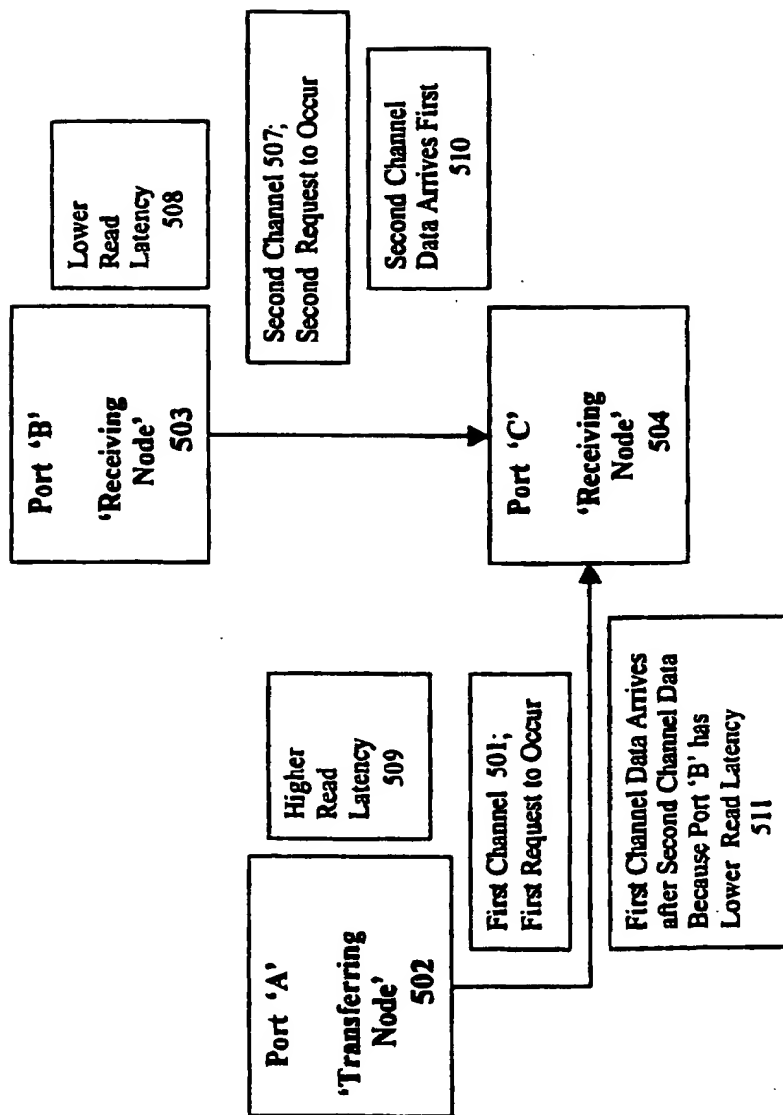 Port ‘A’
‘Transferring
Node’
502
Higher
Read
Latency
509
First Channel 501;
First Request to Occur
First Channel Data Arrives
after Second Channel Data
Because Port ‘B’ has
Lower Read Latency
511
Port ‘B’
‘Receiving
Node’
503
Lower
Read
Latency
508
Second Channel 507;
Second Request to Occur
Second Channel
Data Arrives First
510
Port ‘C’
‘Receiving
Node’
504